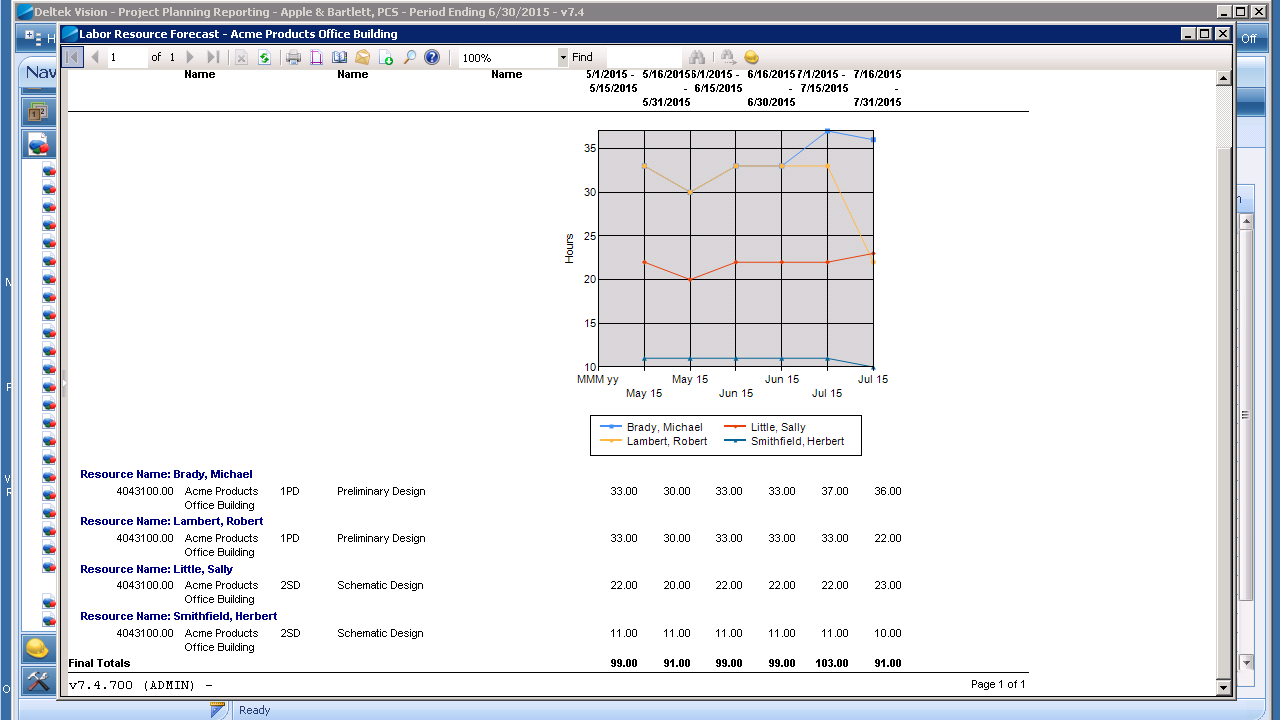 Deltek Vision - Project Planning Reporting - Apple & Bartlett, PCS - Period Ending 6/30/2015 - v7.4
Labor Resource Forecast - Acme Products Office Building
H
Off
1 of 1 100% Find
Nav
Name Name Name 5/1/2015 - 5/16/2015 6/1/2015 - 6/16/2015 7/1/2015 - 7/16/2015
5/15/2015 - 6/15/2015 - 7/15/2015 -
5/31/2015 6/30/2015 7/31/2015
35
30
25
20
15
10
Hours
MMM yy May 15 Jun 15 Jul 15
May 15 Jun 15 Jul 15
Brady, Michael Little, Sally
Lambert, Robert Smithfield, Herbert
Resource Name: Brady, Michael
4043100.00 Acme Products 1PD Preliminary Design 33.00 30.00 33.00 33.00 37.00 36.00
Office Building
Resource Name: Lambert, Robert
4043100.00 Acme Products 1PD Preliminary Design 33.00 30.00 33.00 33.00 33.00 22.00
Office Building
Resource Name: Little, Sally
4043100.00 Acme Products 2SD Schematic Design 22.00 20.00 22.00 22.00 22.00 23.00
Office Building
Resource Name: Smithfield, Herbert
4043100.00 Acme Products 2SD Schematic Design 11.00 11.00 11.00 11.00 11.00 10.00
Office Building
Final Totals 99.00 91.00 99.00 99.00 103.00 91.00
v7.4.700 (ADMIN) -
Page 1 of 1
Ready